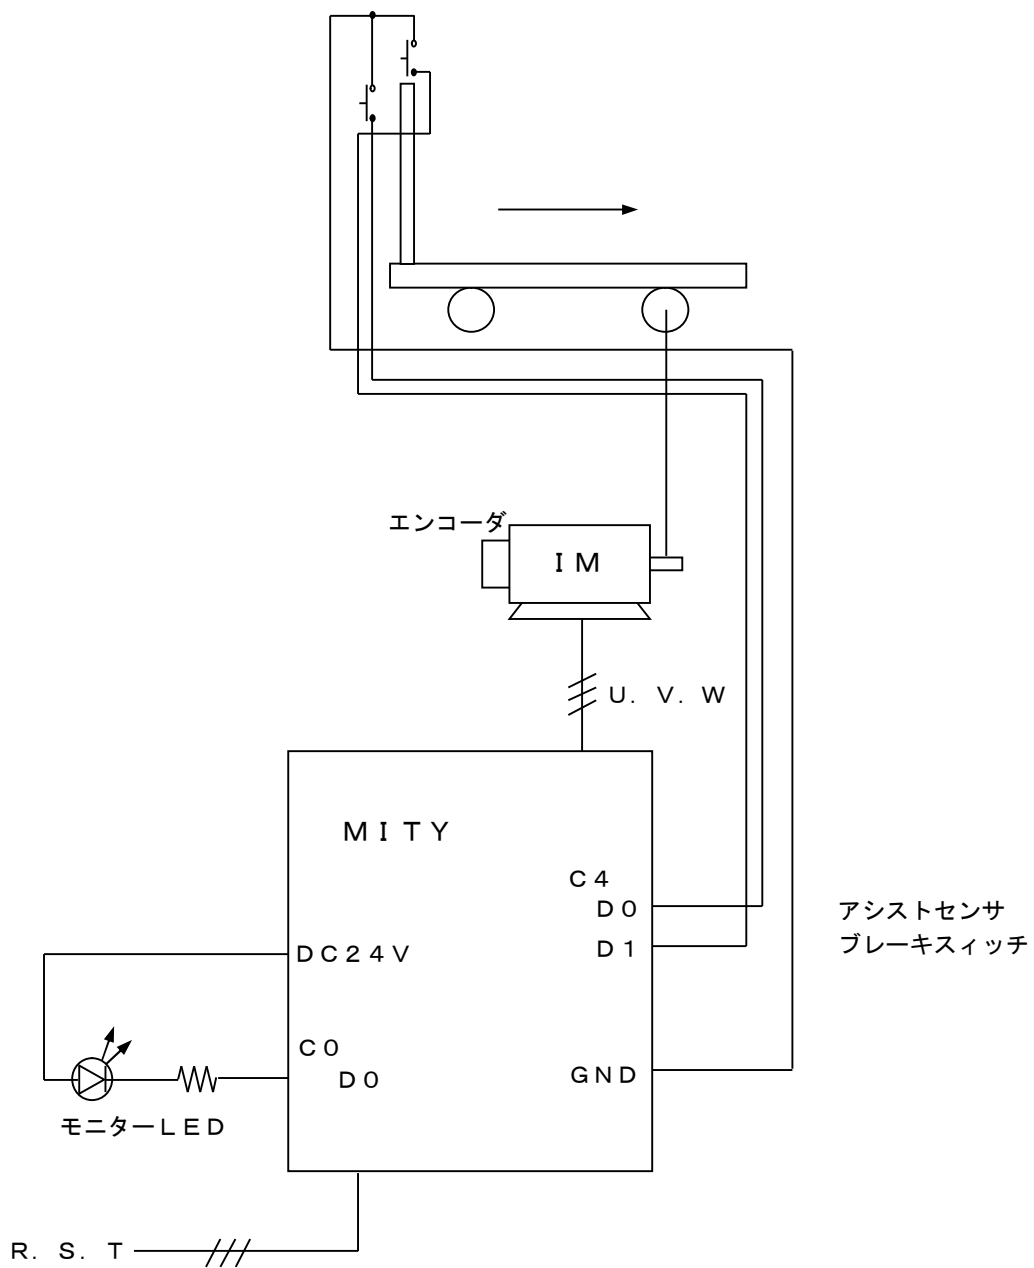 エンコーダ
ＩＭ
Ｕ．Ｖ．Ｗ
ＭＩＴＹ
Ｃ４
Ｄ０
Ｄ１
アシストセンサ
ブレーキスィッチ
ＤＣ２４Ｖ
Ｃ０
Ｄ０
ＧＮＤ
モニターＬＥＤ
Ｒ．Ｓ．Ｔ